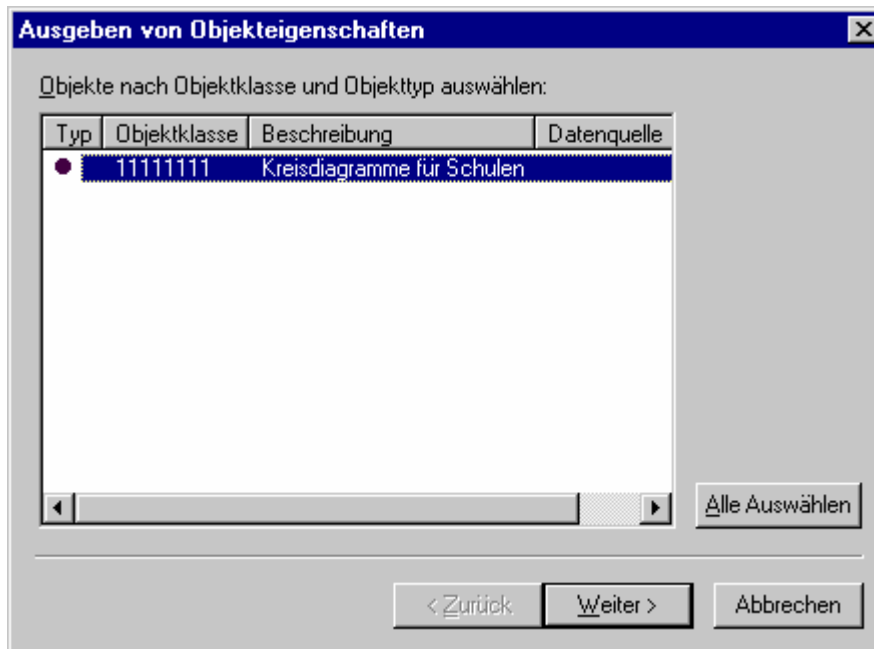 Ausgeben von Objekteigenschaften
Objekte nach Objektklasse und Objekttyp auswählen:
Typ Objektklasse Beschreibung Datenquelle
11111111 Kreisdiagramme für Schulen
Alle Auswählen
< Zurück Weiter > Abbrechen